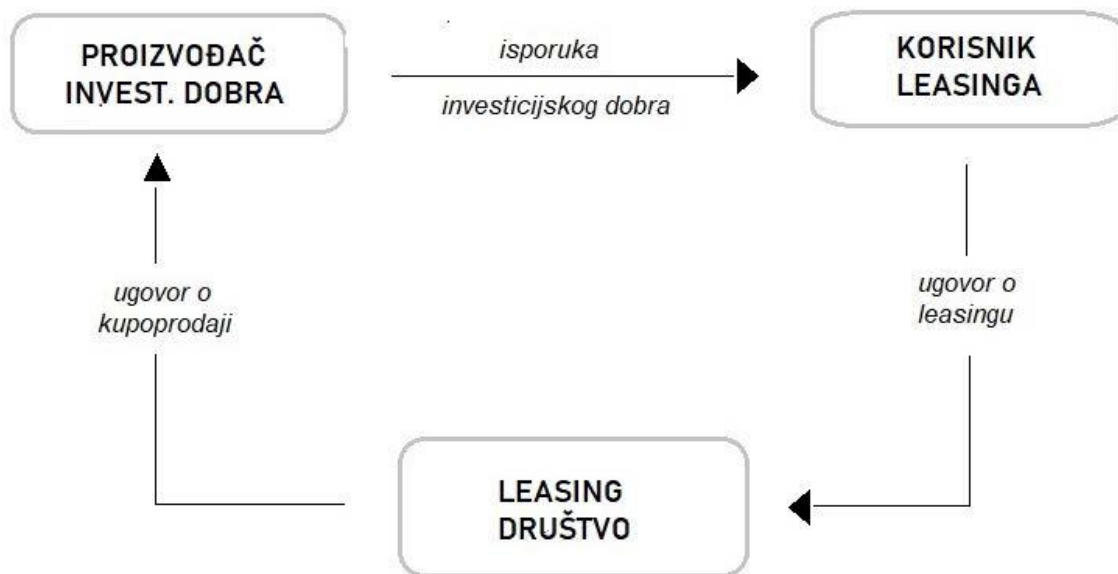 PROIZVOĐAČ
INVEST. DOBRA
isporuka
investicijskog dobra
KORISNIK
LEASINGA
ugovor o
kupoprodaji
ugovor o
leasingu
LEASING
DRUŠTVO